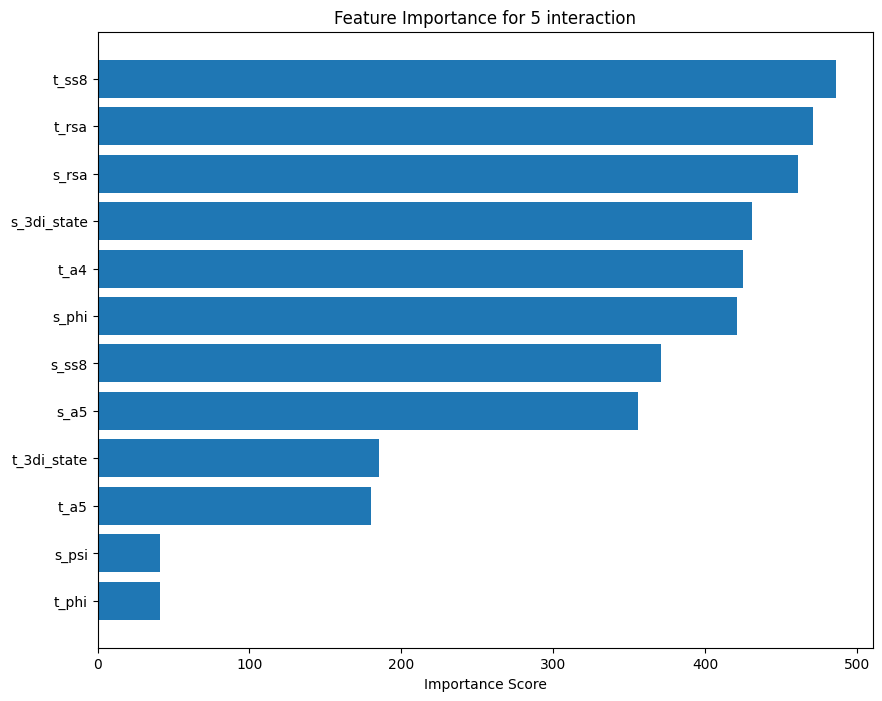 Feature Importance for 5 interaction
t_ss8
t_rsa
s_rsa
s_3di_state
t_a4
s_phi
s_ss8
s_a5
t_3di_state
t_a5
s_psi
t_phi
0 100 200 300 400 500
Importance Score